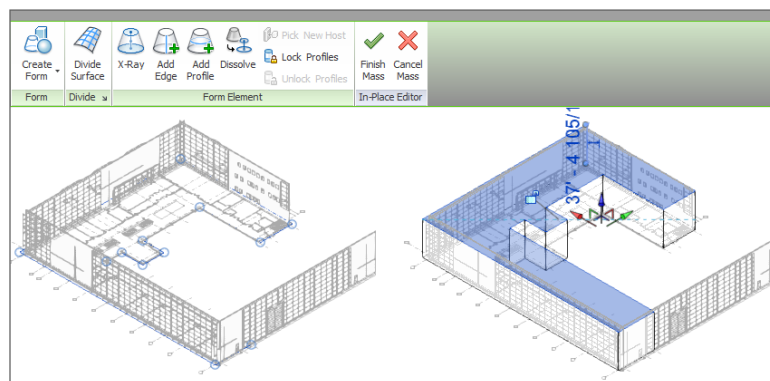 Create Form
Divide Surface
X-Ray
Add Edge
Add Profile
Dissolve
Pick New Host
Lock Profiles
Unlock Profiles
Finish Mass
Cancel Mass
Form
Divide
Form Element
In-Place Editor
37' - 4 105/1